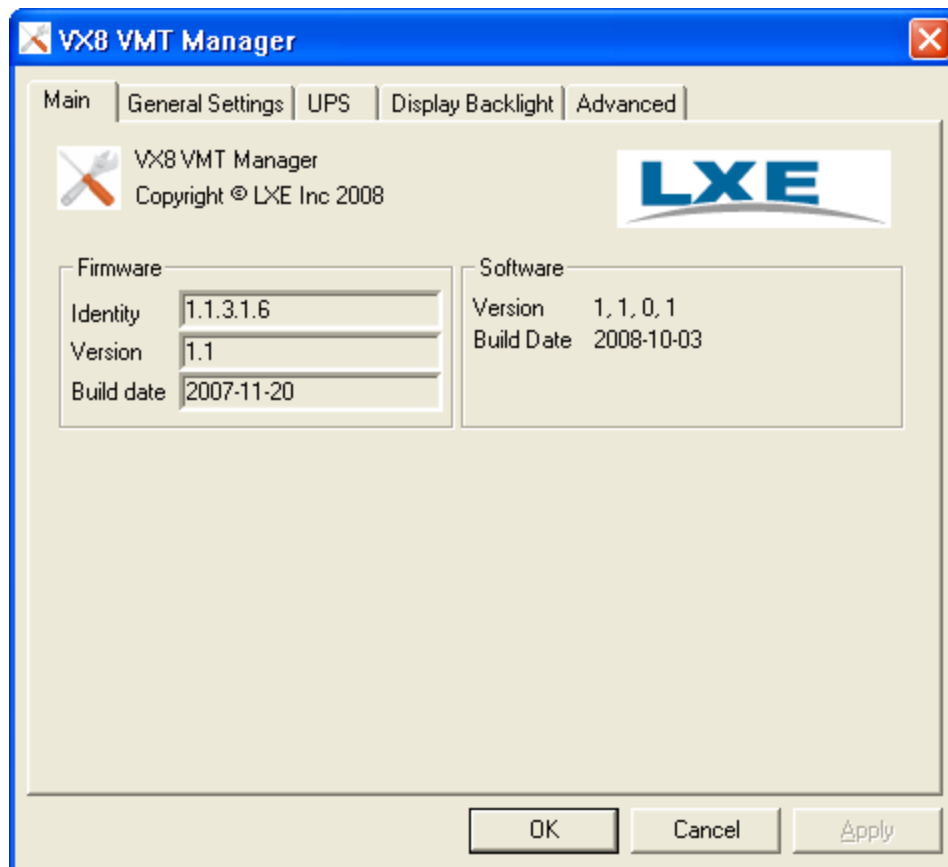 VX8 VMT Manager
Main
General Settings
UPS
Display Backlight
Advanced
VX8 VMT Manager
Copyright © LXE Inc 2008
LXE
Firmware
Identity 1.1.3.1.6
Version 1.1
Build date 2007-11-20
Software
Version 1, 1, 0, 1
Build Date 2008-10-03
OK
Cancel
Apply